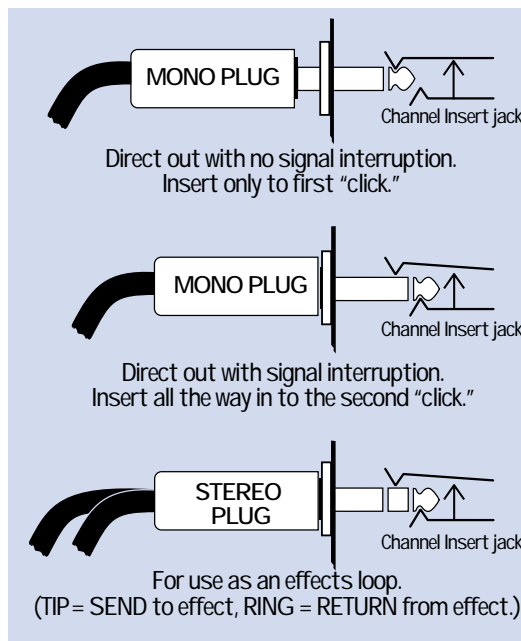 MONO PLUG
Channel Insert jack
Direct out with no signal interruption.
Insert only to first “click.”
MONO PLUG
Channel Insert jack
Direct out with signal interruption.
Insert all the way in to the second “click.”
STEREO
PLUG
Channel Insert jack
For use as an effects loop.
(TIP = SEND to effect, RING = RETURN from effect.)